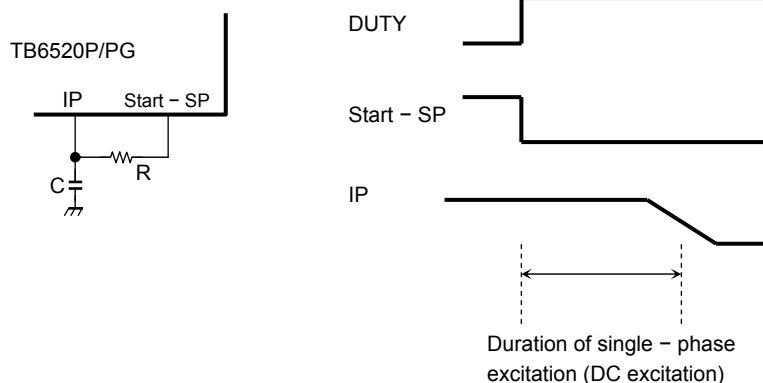 TB6520P/PG
IP
Start − SP
R
C
DUTY
Start − SP
IP
Duration of single − phase
excitation (DC excitation)